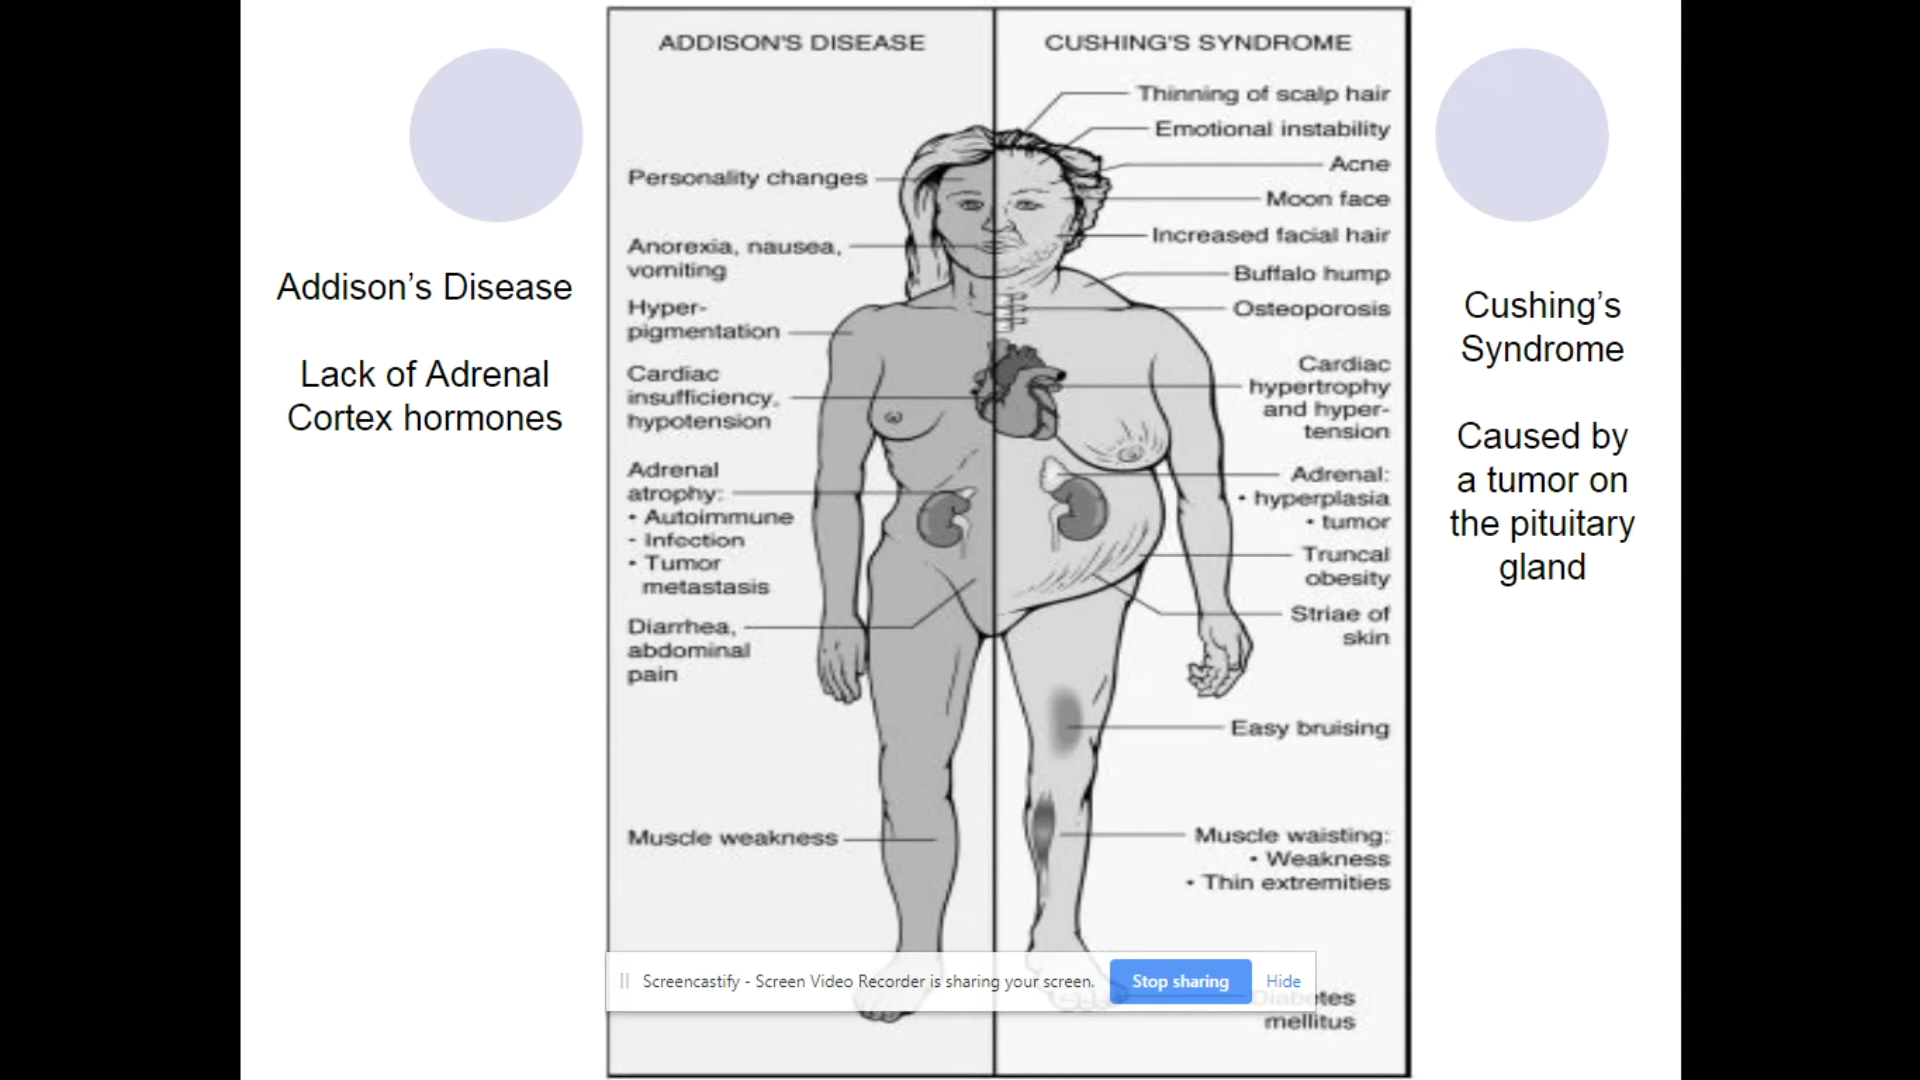 Addison’s Disease
Lack of Adrenal
Cortex hormones
ADDISON'S DISEASE
Personality changes
Anorexia, nausea,
vomiting
Hyper-
pigmentation
Cardiac
insufficiency,
hypotension
Adrenal
atrophy:
• Autoimmune
- Infection
• Tumor
metastasis
Diarrhea,
abdominal
pain
Muscle weakness
CUSHING'S SYNDROME
Thinning of scalp hair
Emotional instability
Acne
Moon face
Increased facial hair
Buffalo hump
Osteoporosis
Cardiac
hypertrophy
and hyper-
tension
Adrenal:
• hyperplasia
• tumor
Truncal
obesity
Striae of
skin
Easy bruising
Muscle waisting:
• Weakness
• Thin extremities
Diabetes
mellitus
Cushing’s
Syndrome
Caused by
a tumor on
the pituitary
gland
Screencastify - Screen Video Recorder is sharing your screen.
Stop sharing
Hide